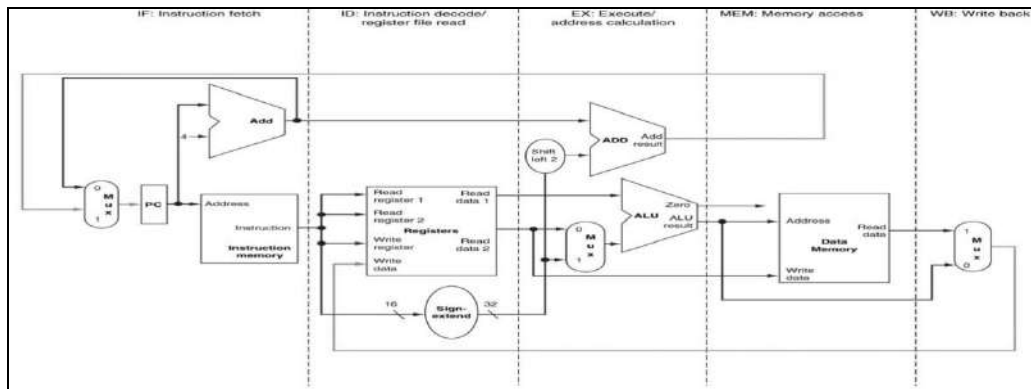 IF: Instruction fetch
ID: Instruction decode/
register file read
EX: Execute/
address calculation
MEM: Memory access
WB: Write back
Add
4
ADD
Add
result
Shift
left 2
0
M
u
x
1
PC
Address
Instruction
Instruction
memory
Read
register 1
Read
register 2
Write
register
Write
data
Registers
Read
data 1
Read
data 2
16
Sign-
extend
32
0
M
u
x
1
Zero
ALU
ALU
result
Address
Read
data
Data
Memory
Write
data
1
M
u
x
0